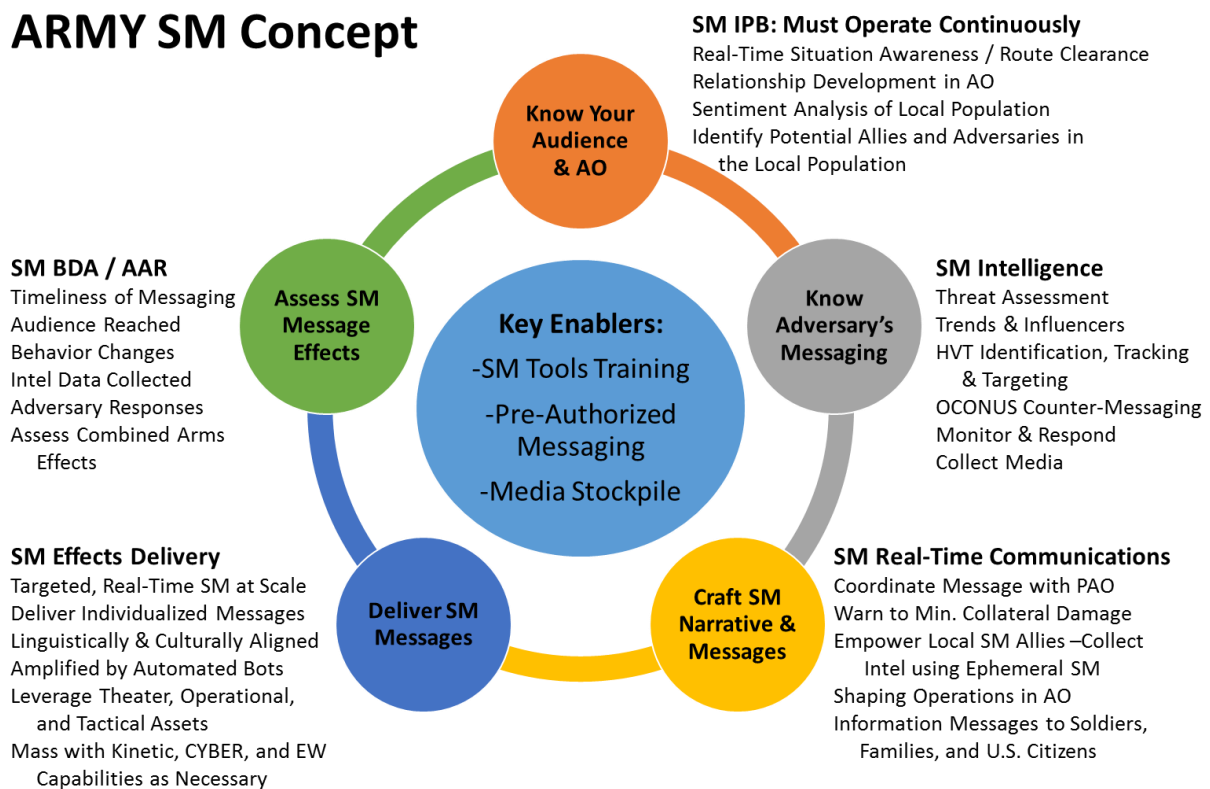 ARMY SM Concept
SM IPB: Must Operate Continuously
Real-Time Situation Awareness / Route Clearance
Relationship Development in AO
Sentiment Analysis of Local Population
Identify Potential Allies and Adversaries in
the Local Population
Know Your
Audience
& AO
SM Intelligence
Threat Assessment
Trends & Influencers
HVT Identification, Tracking
& Targeting
OCONUS Counter-Messaging
Monitor & Respond
Collect Media
Know
Adversary’s
Messaging
SM Real-Time Communications
Coordinate Message with PAO
Warn to Min. Collateral Damage
Empower Local SM Allies –Collect
Intel using Ephemeral SM
Shaping Operations in AO
Information Messages to Soldiers,
Families, and U.S. Citizens
Craft SM
Narrative &
Messages
SM Effects Delivery
Targeted, Real-Time SM at Scale
Deliver Individualized Messages
Linguistically & Culturally Aligned
Amplified by Automated Bots
Leverage Theater, Operational,
and Tactical Assets
Mass with Kinetic, CYBER, and EW
Capabilities as Necessary
Deliver SM
Messages
SM BDA / AAR
Timeliness of Messaging
Audience Reached
Behavior Changes
Intel Data Collected
Adversary Responses
Assess Combined Arms
Effects
Assess SM
Message
Effects
Key Enablers:
-SM Tools Training
-Pre-Authorized
Messaging
-Media Stockpile